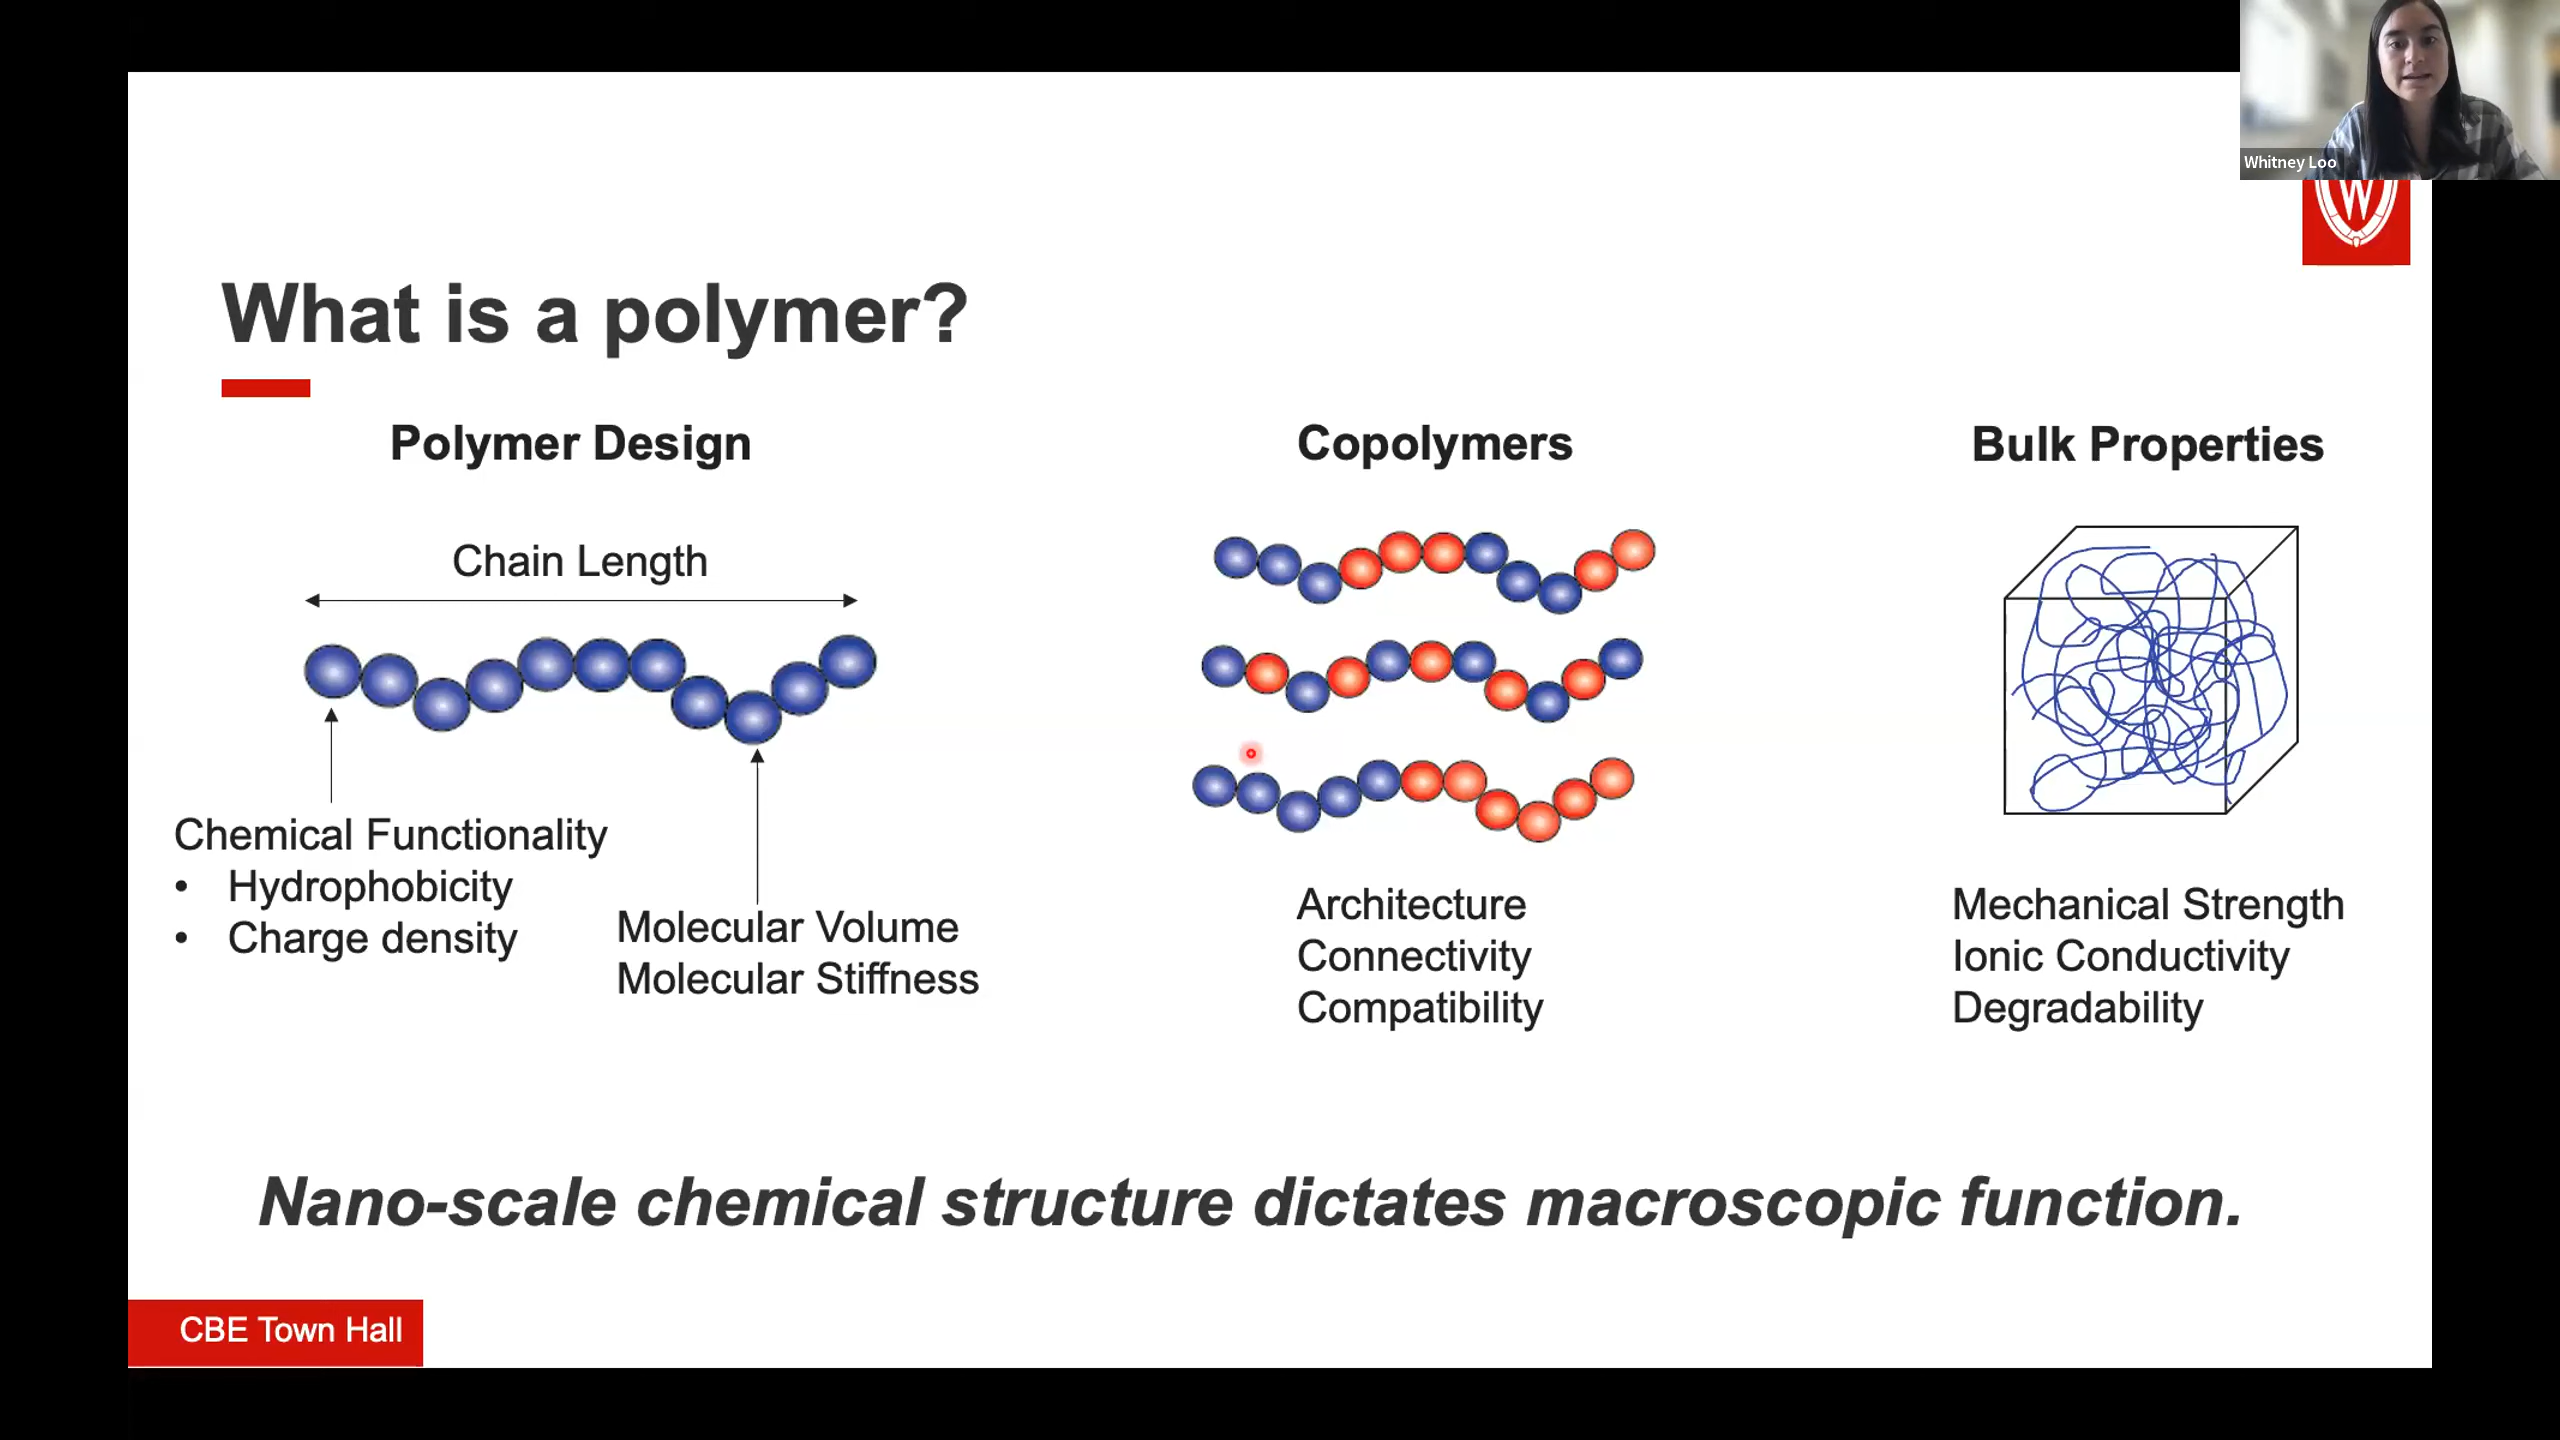 Whitney Loo
W
What is a polymer?
Polymer Design
Chain Length
Chemical Functionality
• Hydrophobicity
• Charge density
Molecular Volume
Molecular Stiffness
Copolymers
Architecture
Connectivity
Compatibility
Bulk Properties
Mechanical Strength
Ionic Conductivity
Degradability
Nano-scale chemical structure dictates macroscopic function.
CBE Town Hall